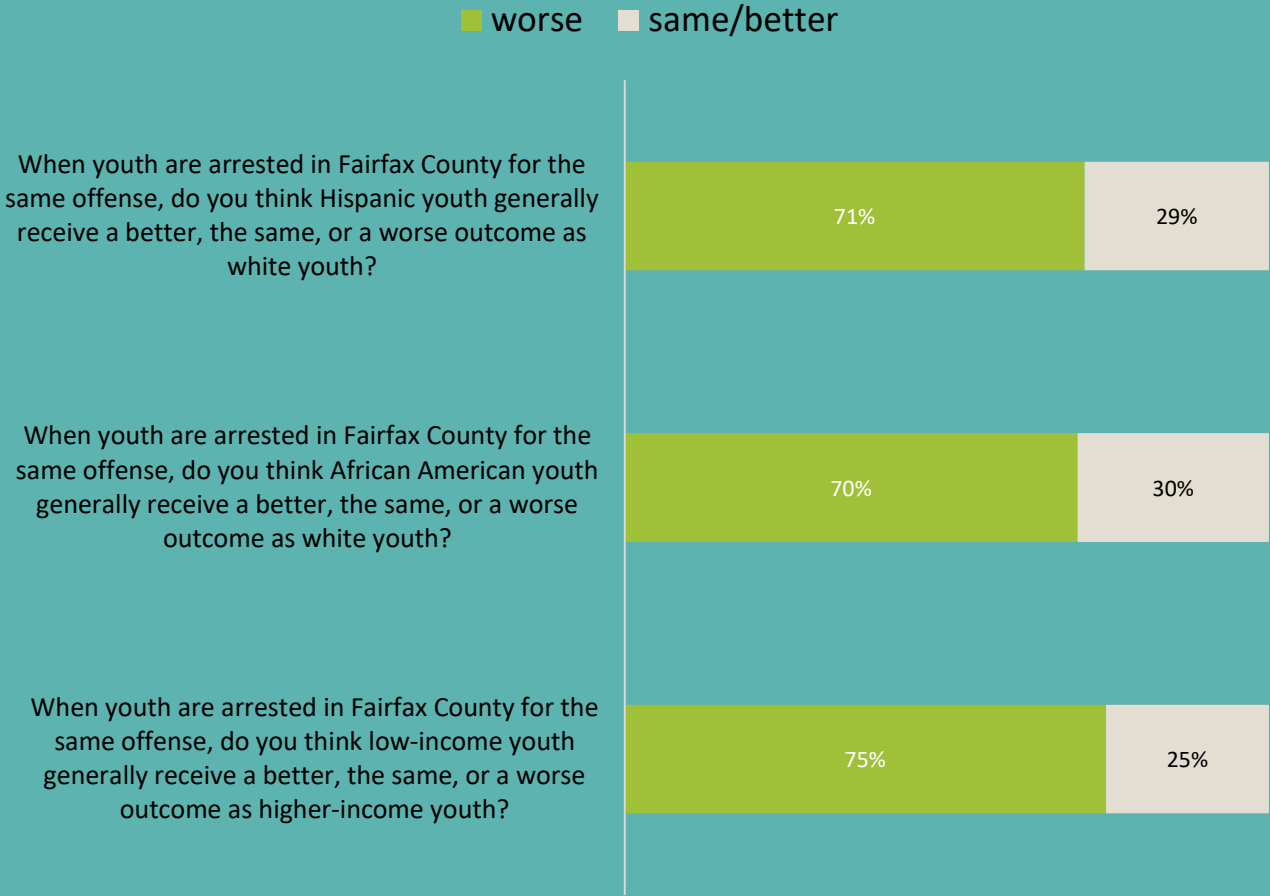 worse same/better
When youth are arrested in Fairfax County for the
same offense, do you think Hispanic youth generally
receive a better, the same, or a worse outcome as
white youth?
71% 29%
When youth are arrested in Fairfax County for the
same offense, do you think African American youth
generally receive a better, the same, or a worse
outcome as white youth?
70% 30%
When youth are arrested in Fairfax County for the
same offense, do you think low-income youth
generally receive a better, the same, or a worse
outcome as higher-income youth?
75% 25%